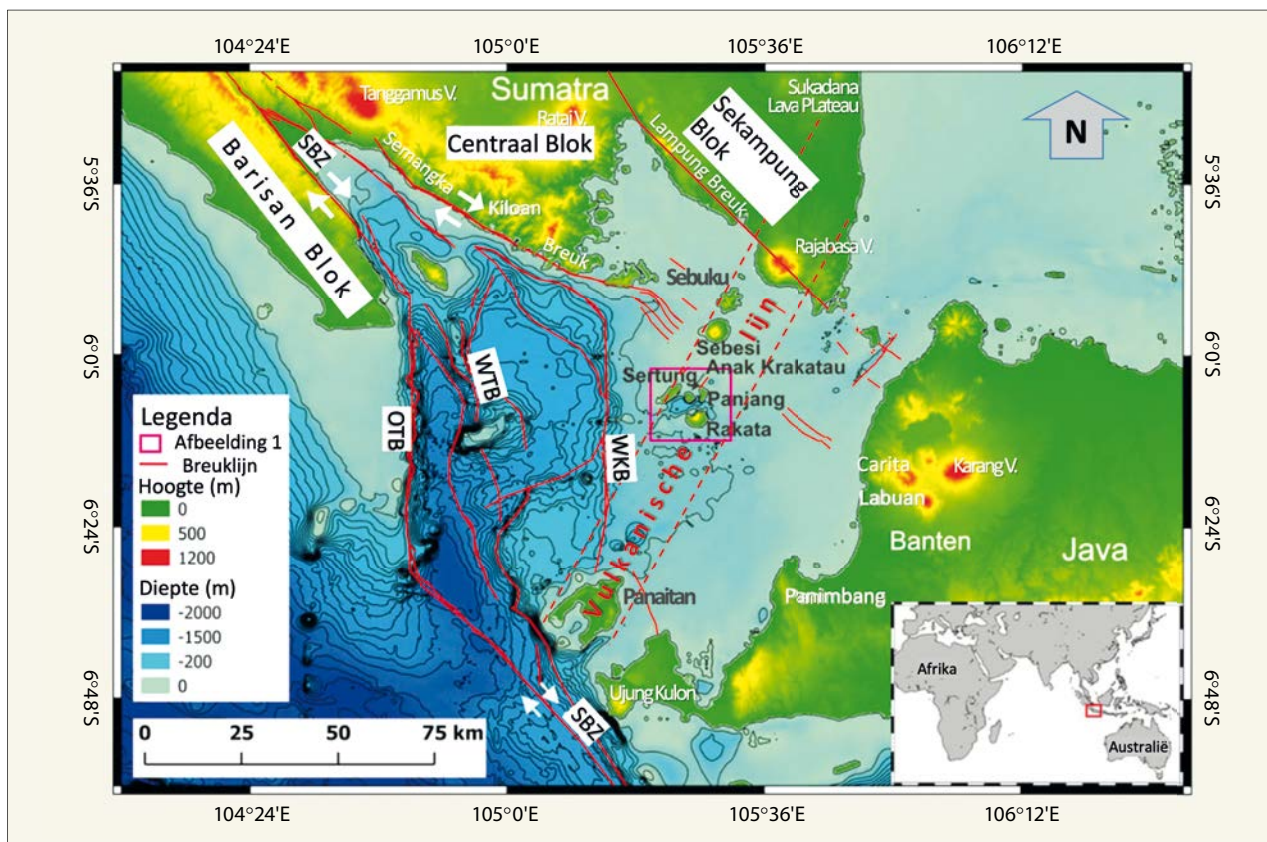 104°24'E 105°0'E 105°36'E 106°12'E
Sumatra
Tanggamus V.
Ratai V.
Sukadana
Lava PLateau
N
Centraal Blok
Sekampung
Blok
Lampung Breuk
SBZ
Semangka
Breuk
Kiloan
Barisan Blok
5°36'S 5°36'S
Rajabasa V.
Sebuku
Vulkanische lijn
Sebesi
6°0'S 6°0'S
Anak Krakatau
Sertung
Panjang
Rakata
WTB
OTB
WKB
Legenda
Afbeelding 1
Breuklijn
Hoogte (m)
0
500
1200
Diepte (m)
-2000
-1500
-200
0
Carita
Karang V.
Labuan
6°24'S 6°24'S
Banten
Java
Panaitan
Panimbang
Ujung Kulon
SBZ
6°48'S 6°48'S
0 25 50 75 km
Afrika
Australië
104°24'E 105°0'E 105°36'E 106°12'E